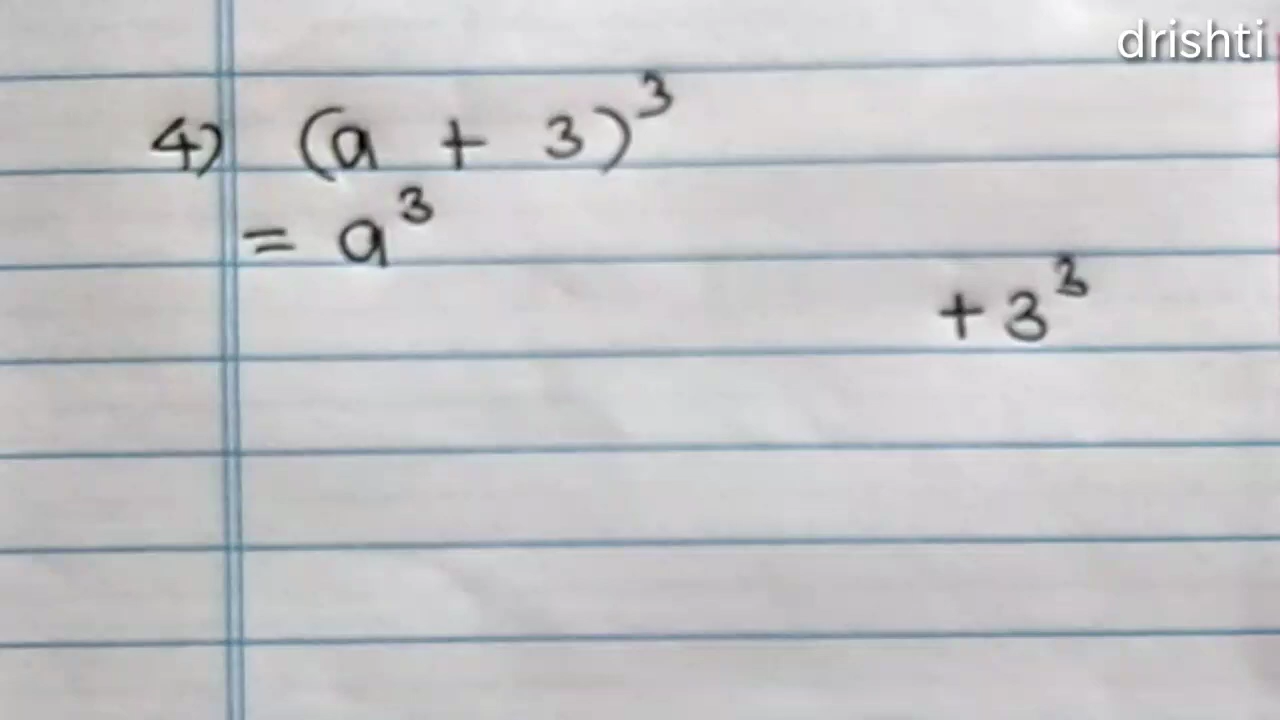 drishti
4) (a + 3)³
= a³
+ 3³